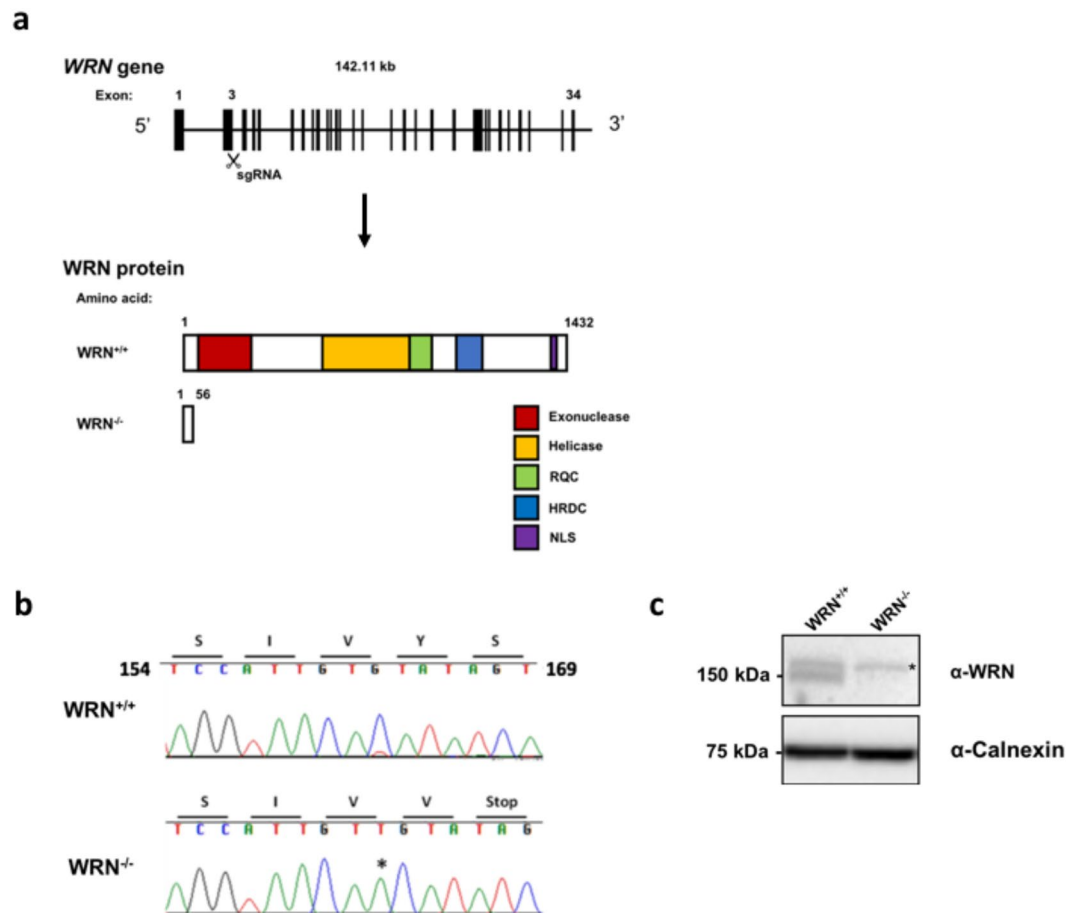 a
WRN gene
142.11 kb
Exon: 1 3 34
5’ 3’
sgRNA
WRN protein
Amino acid:
1 1432
WRN+/+
1 56
WRN-/-
Exonuclease
Helicase
RQC
HRDC
NLS
b
S I V Y S
154 T C C A T T G T G T A T A G T 169
WRN+/+
S I V V Stop
T C C A T T G T T G T A T A G
WRN-/-
*
c
WRN+/+ WRN-/-
150 kDa * α-WRN
75 kDa α-Calnexin